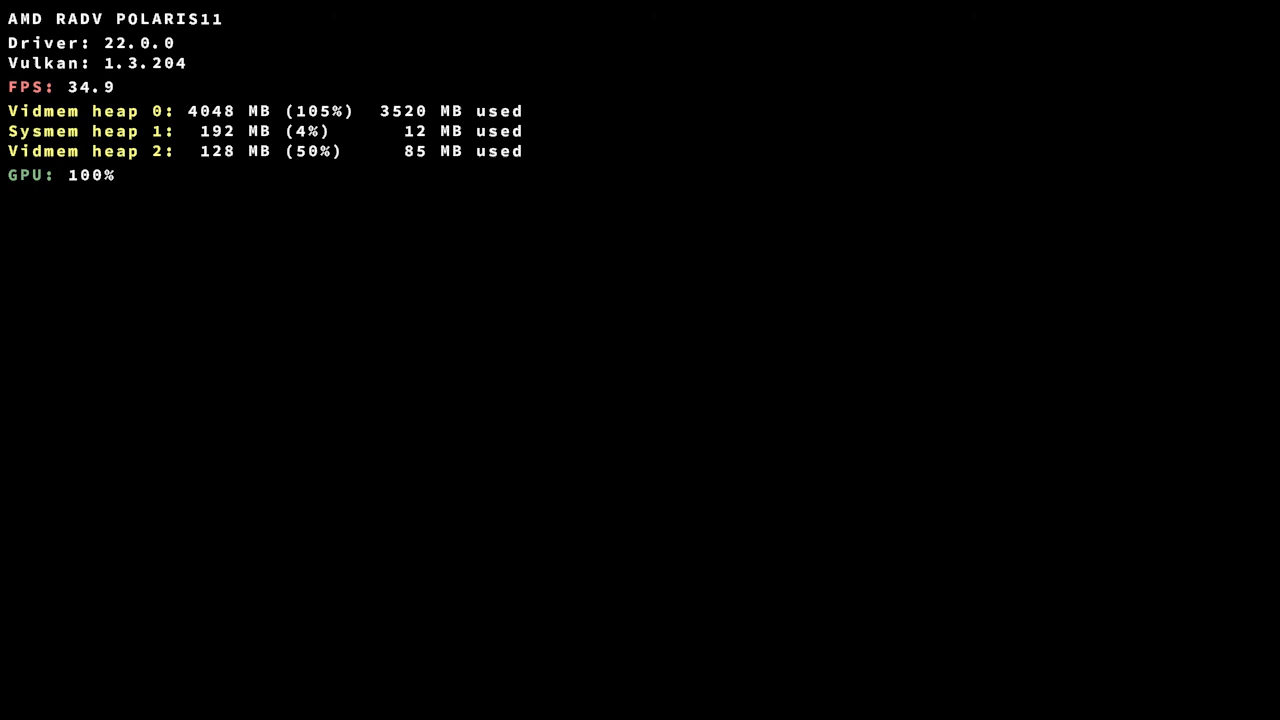 AMD RADV POLARIS11
Driver: 22.0.0
Vulkan: 1.3.204
FPS: 34.9
Vidmem heap 0: 4048 MB (105%) 3520 MB used
Sysmem heap 1: 192 MB (4%) 12 MB used
Vidmem heap 2: 128 MB (50%) 85 MB used
GPU: 100%